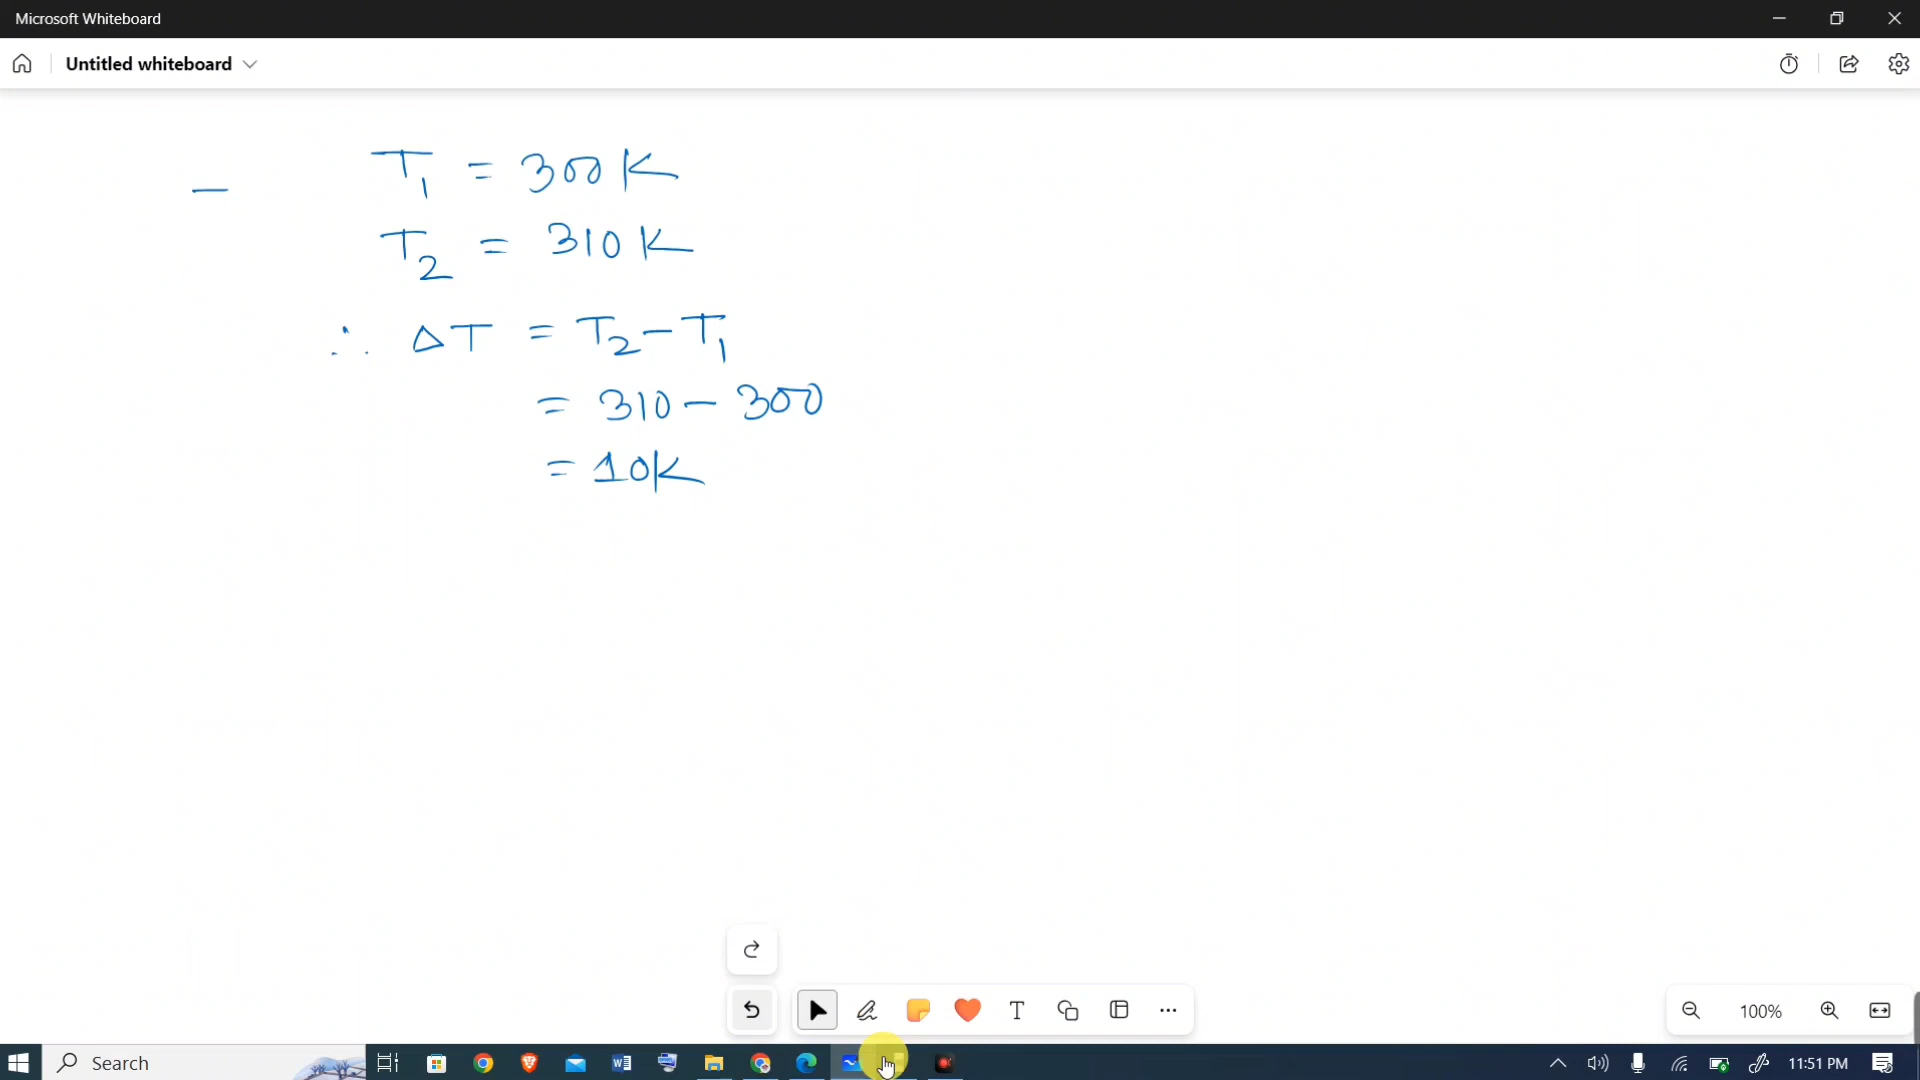 Microsoft Whiteboard
Untitled whiteboard
– T₁ = 300 K
T₂ = 310 K
∴ ΔT = T₂ – T₁
= 310 – 300
= 10K
100%
Search
11:51 PM